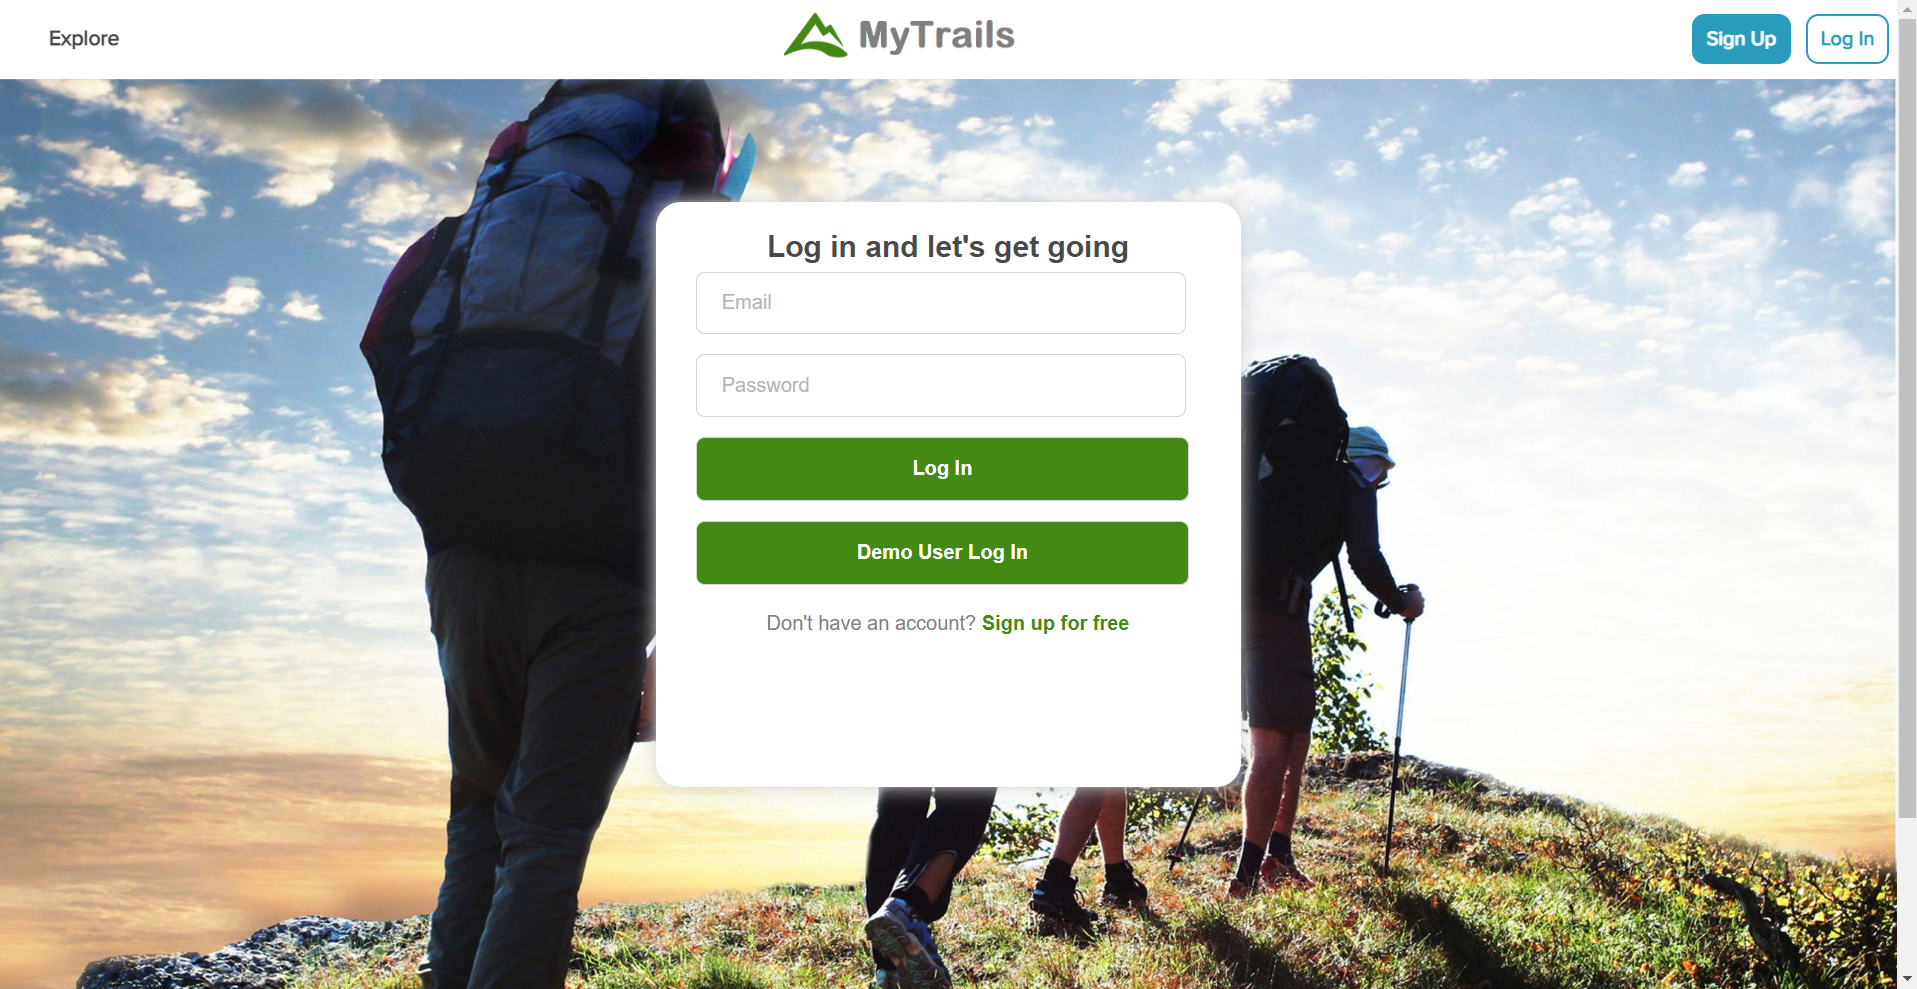 Explore
MyTrails
Sign Up
Log In
Log in and let's get going
Email
Password
Log In
Demo User Log In
Don't have an account? Sign up for free